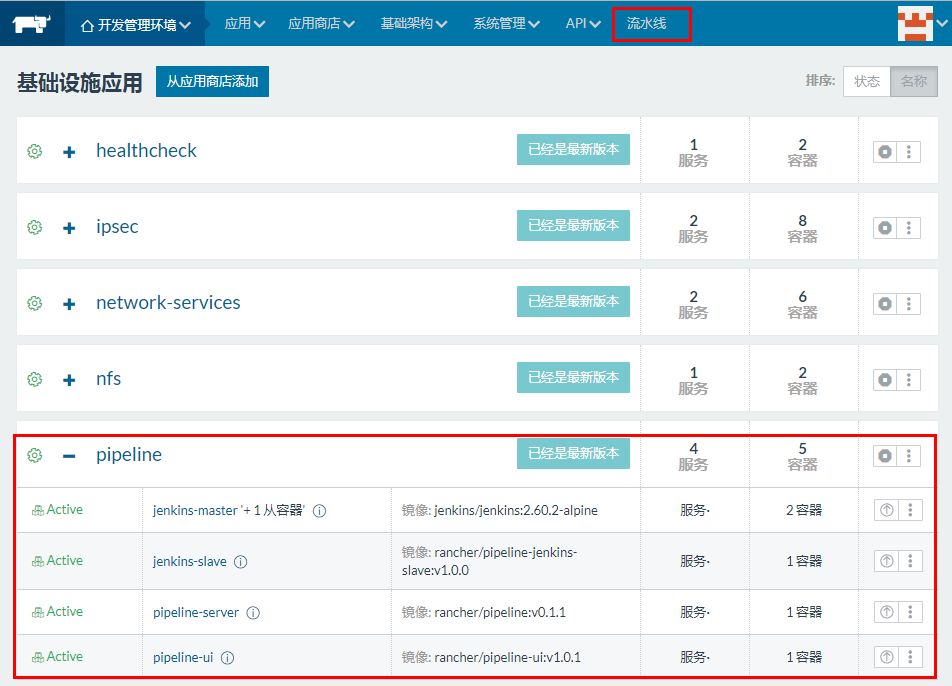 开发管理环境 应用 应用商店 基础架构 系统管理 API 流水线
基础设施应用 从应用商店添加 排序: 状态 名称
healthcheck 已经是最新版本 1 服务 2 容器
ipsec 已经是最新版本 2 服务 8 容器
network-services 已经是最新版本 2 服务 6 容器
nfs 已经是最新版本 1 服务 2 容器
pipeline 已经是最新版本 4 服务 5 容器
Active jenkins-master '+ 1 从容器' 镜像: jenkins/jenkins:2.60.2-alpine 服务· 2 容器
Active jenkins-slave 镜像: rancher/pipeline-jenkins-
slave:v1.0.0 服务· 1 容器
Active pipeline-server 镜像: rancher/pipeline:v0.1.1 服务· 1 容器
Active pipeline-ui 镜像: rancher/pipeline-ui:v1.0.1 服务· 1 容器